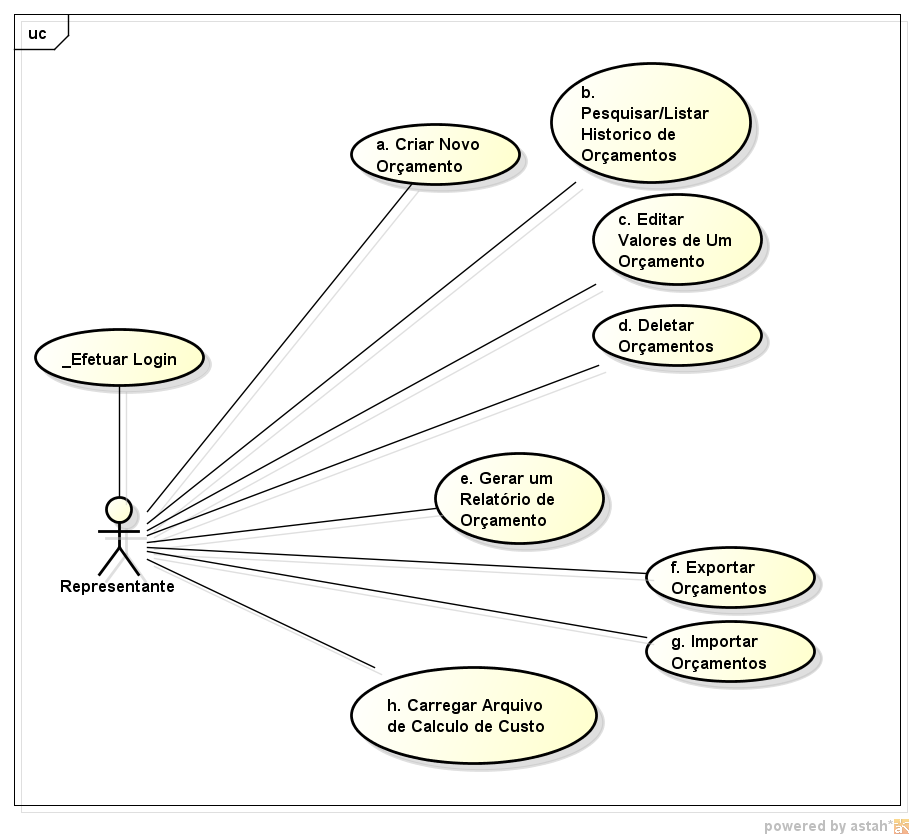 uc
a. Criar Novo
Orçamento
b.
Pesquisar/Listar
Historico de
Orçamentos
c. Editar
Valores de Um
Orçamento
d. Deletar
Orçamentos
_Efetuar Login
e. Gerar um
Relatório de
Orçamento
Representante
f. Exportar
Orçamentos
g. Importar
Orçamentos
h. Carregar Arquivo
de Calculo de Custo
powered by astah*